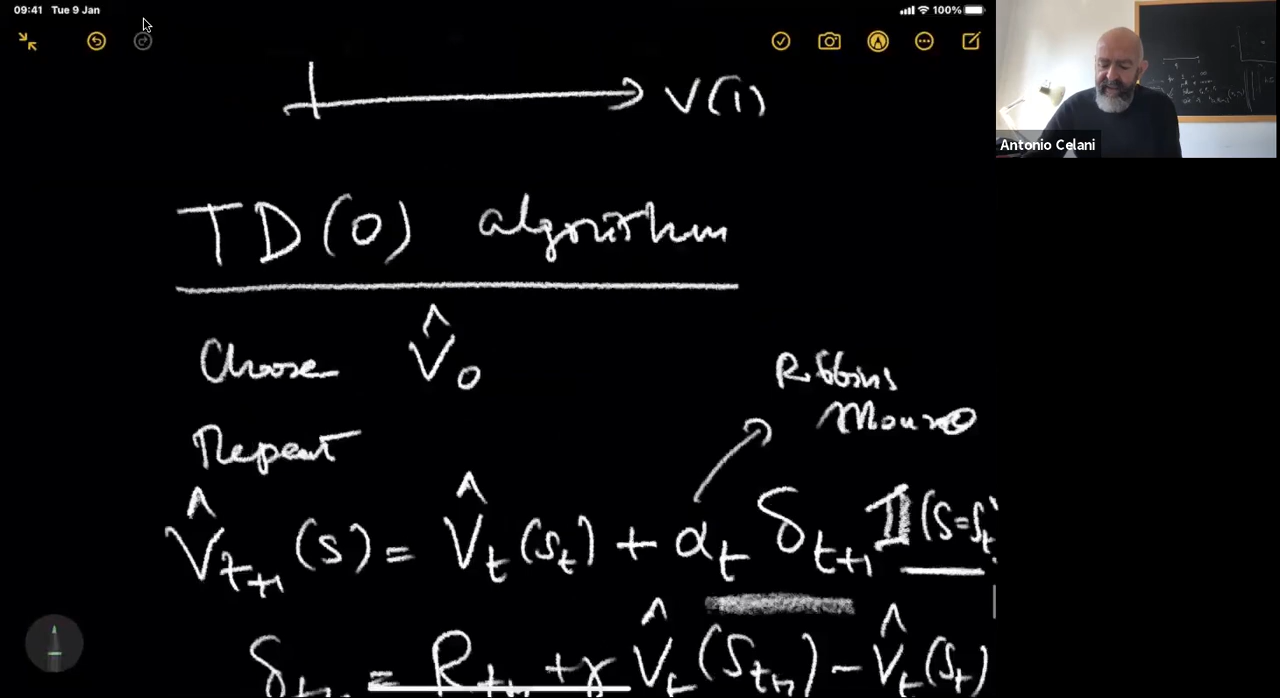 09:41 Tue 9 Jan
100%
V(1)
TD(0) algorithm
Choose V̂₀
Robbins
Monro
Repeat
V̂ₜ₊₁(s) = V̂ₜ(sₜ) + αₜ δₜ₊₁ 𝟙(s=sₜ)
δₜ₊₁ = Rₜ₊₁ + γ V̂ₜ(Sₜ₊₁) − V̂ₜ(Sₜ)
Antonio Celani